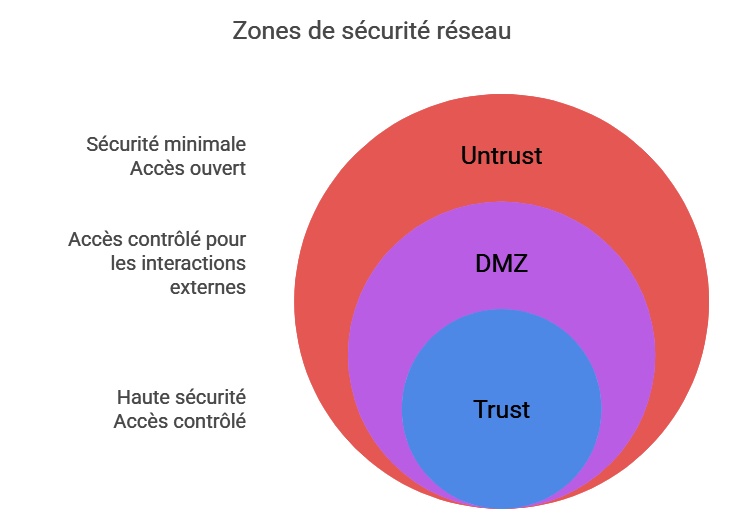 Zones de sécurité réseau
Sécurité minimale
Accès ouvert
Untrust
Accès contrôlé pour
les interactions
externes
DMZ
Haute sécurité
Accès contrôlé
Trust